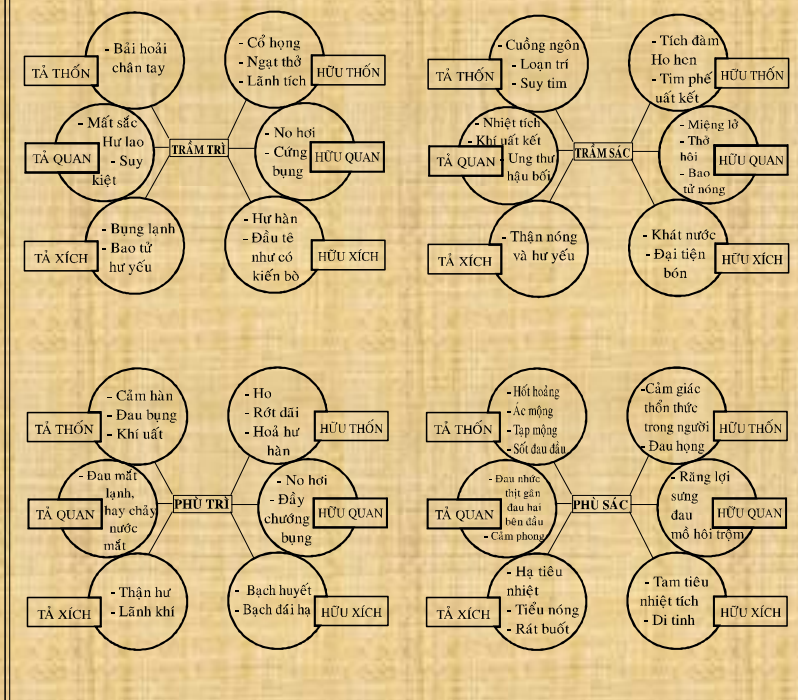 TẢ THỐN
- Bải hoải
chân tay
- Cổ họng
- Ngạt thở
- Lãnh tích
HỮU THỐN
TẢ QUAN
- Mất sắc
Hư lao
- Suy
kiệt
TRẦM TRÌ
- No hơi
- Cứng
bụng
HỮU QUAN
TẢ XÍCH
- Bụng lạnh
- Bao tử
hư yếu
- Hư hàn
- Đầu tê
như có
kiến bò
HỮU XÍCH
TẢ THỐN
- Cuồng ngôn
- Loạn trí
- Suy tim
- Tích đàm
Ho hen
- Tim phế
uất kết
HỮU THỐN
TẢ QUAN
- Nhiệt tích
- Khí uất kết
- Ung thư
hậu bối
TRẦM SÁC
- Miệng lở
- Thở
hôi
- Bao
tử nóng
HỮU QUAN
TẢ XÍCH
- Thận nóng
và hư yếu
- Khát nước
- Đại tiện
bón
HỮU XÍCH
TẢ THỐN
- Cảm hàn
- Đau bụng
- Khí uất
- Ho
- Rớt dãi
- Hoả hư
hàn
HỮU THỐN
TẢ QUAN
- Đau mắt
lạnh,
hay chảy
nước
mắt
PHÙ TRÌ
- No hơi
- Đầy
chướng
bụng
HỮU QUAN
TẢ XÍCH
- Thận hư
- Lãnh khí
- Bạch huyết
- Bạch đái hạ
HỮU XÍCH
TẢ THỐN
- Hốt hoảng
- Ác mộng
- Tạp mộng
- Sốt đau đầu
-Cảm giác
thổn thức
trong người
- Đau họng
HỮU THỐN
TẢ QUAN
- Đau nhức
thịt gân
đau hai
bên đầu
- Cảm phong
PHÙ SÁC
- Răng lợi
sưng
đau
mồ hôi trộm
HỮU QUAN
TẢ XÍCH
- Hạ tiêu
nhiệt
- Tiểu nóng
- Rát buốt
- Tam tiêu
nhiệt tích
- Di tinh
HỮU XÍCH